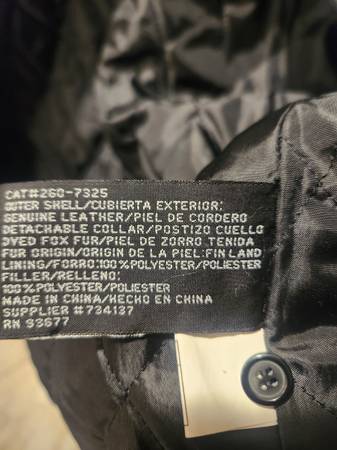 CAT#260-7325
OUTER SHELL/CUBIERTA EXTERIOR:
GENUINE LEATHER/PIEL DE CORDERO
DETACHABLE COLLAR/POSTIZO CUELLO
DYED FOX FUR/PIEL DE ZORRO TENIDA
FUR ORIGIN/ORIGIN DE LA PIEL:FINLAND
LINING/FORRO:100%POLYESTER/POLIESTER
FILLER/RELLENO:
100%POLYESTER/POLIESTER
MADE IN CHINA/HECHO EN CHINA
SUPPLIER #734137
RN 93677